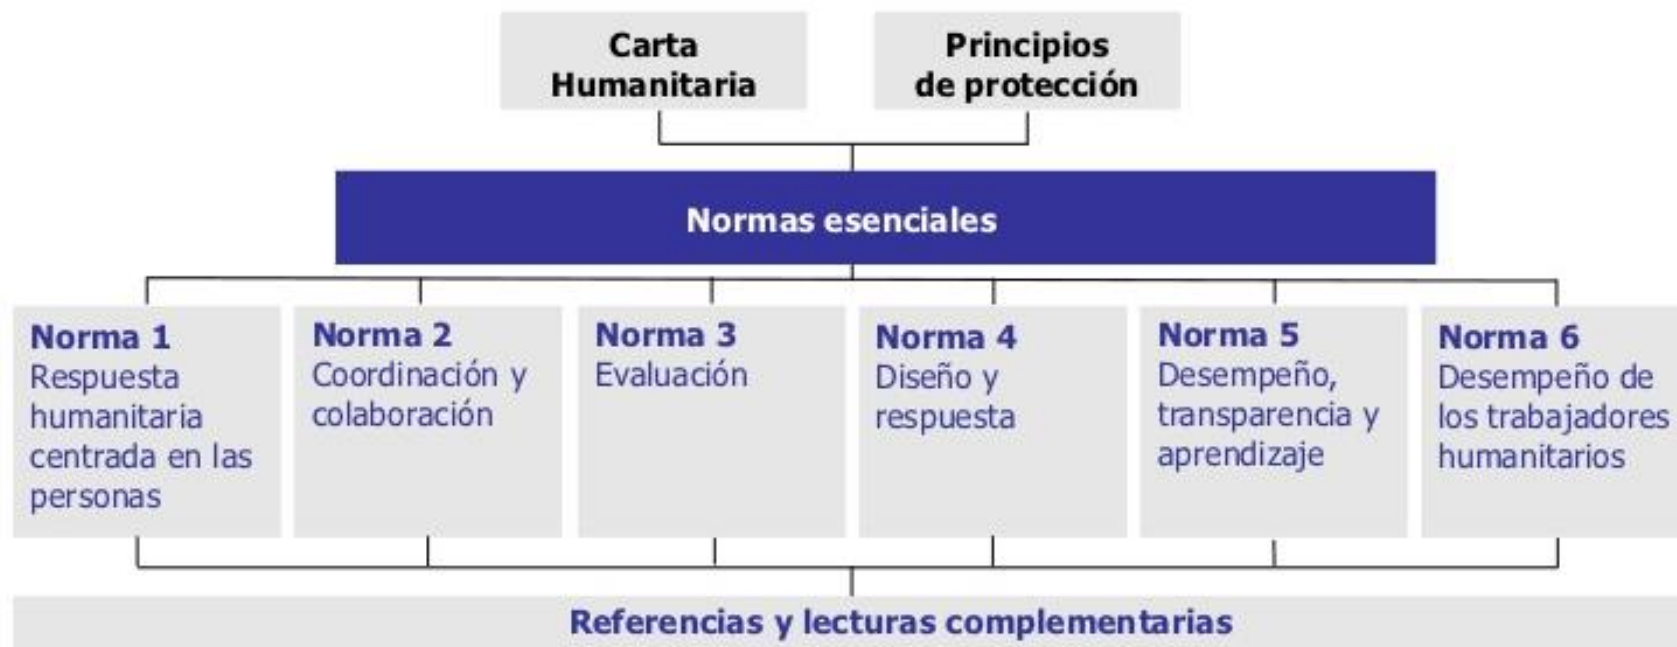 Carta
Humanitaria
Principios
de protección
Normas esenciales
Norma 1
Respuesta
humanitaria
centrada en las
personas
Norma 2
Coordinación y
colaboración
Norma 3
Evaluación
Norma 4
Diseño y
respuesta
Norma 5
Desempeño,
transparencia y
aprendizaje
Norma 6
Desempeño de
los trabajadores
humanitarios
Referencias y lecturas complementarias